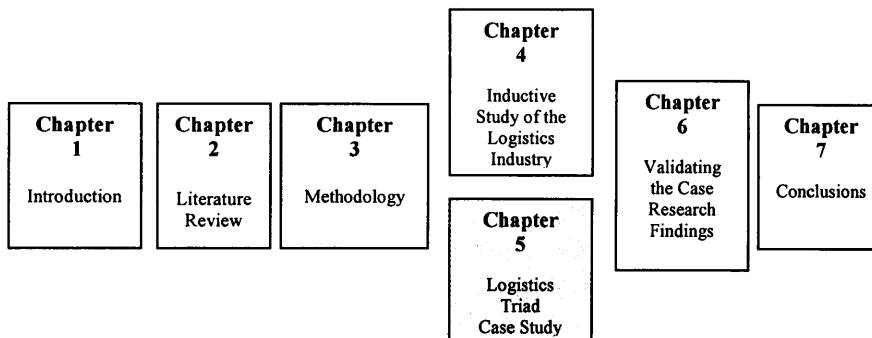 Chapter
1
Introduction
Chapter
2
Literature
Review
Chapter
3
Methodology
Chapter
4
Inductive
Study of the
Logistics
Industry
Chapter
5
Logistics
Triad
Case Study
Chapter
6
Validating
the Case
Research
Findings
Chapter
7
Conclusions